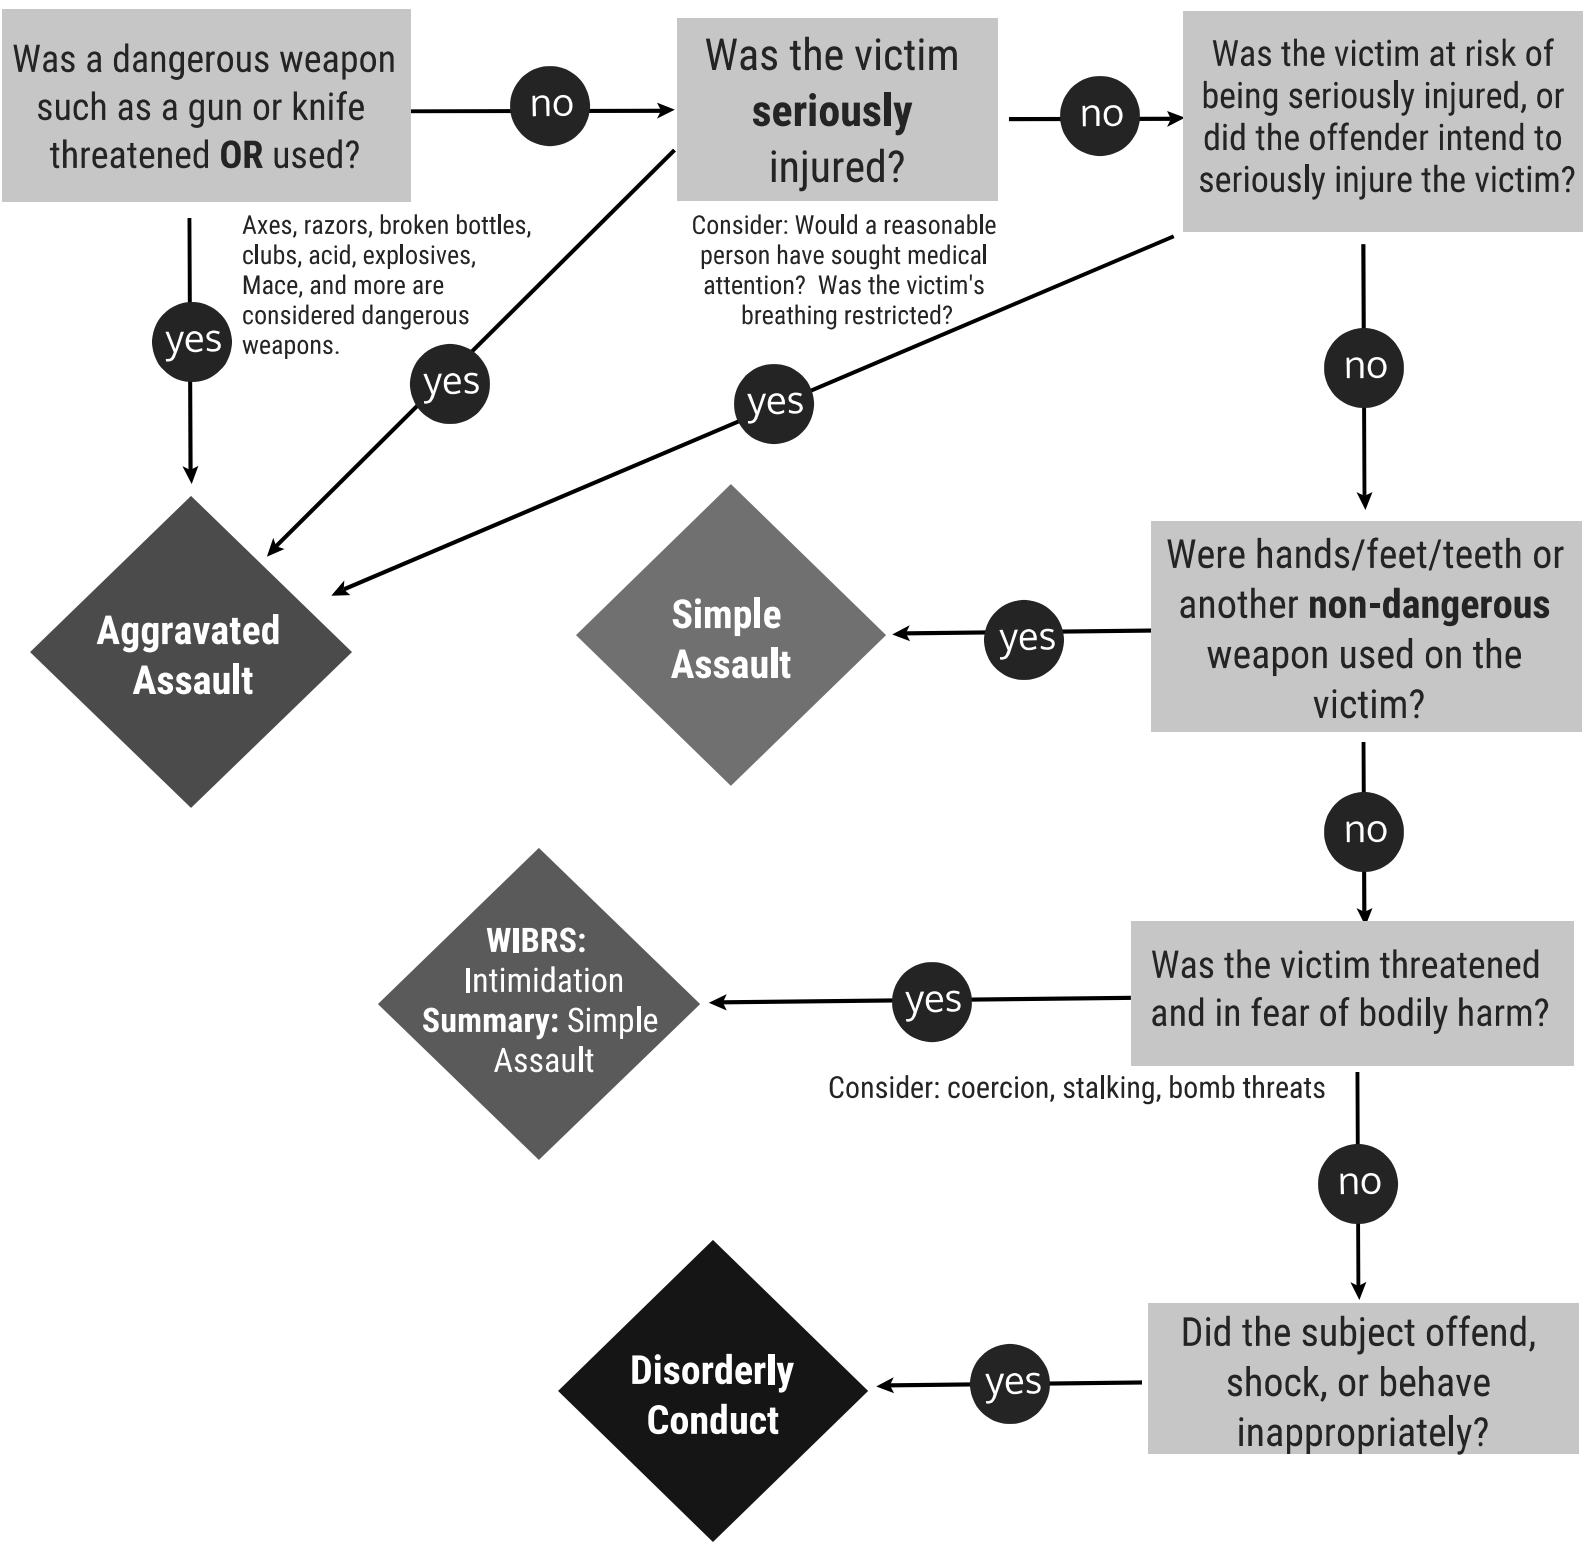 Was a dangerous weapon
such as a gun or knife
threatened OR used?
no
Was the victim
seriously
injured?
no
Was the victim at risk of
being seriously injured, or
did the offender intend to
seriously injure the victim?
Axes, razors, broken bottles,
clubs, acid, explosives,
Mace, and more are
considered dangerous
weapons.
Consider: Would a reasonable
person have sought medical
attention?  Was the victim's
breathing restricted?
yes
yes
yes
no
Aggravated
Assault
Simple
Assault
yes
Were hands/feet/teeth or
another non-dangerous
weapon used on the
victim?
no
WIBRS:
Intimidation
Summary: Simple
Assault
yes
Was the victim threatened
and in fear of bodily harm?
Consider: coercion, stalking, bomb threats
no
Disorderly
Conduct
yes
Did the subject offend,
shock, or behave
inappropriately?